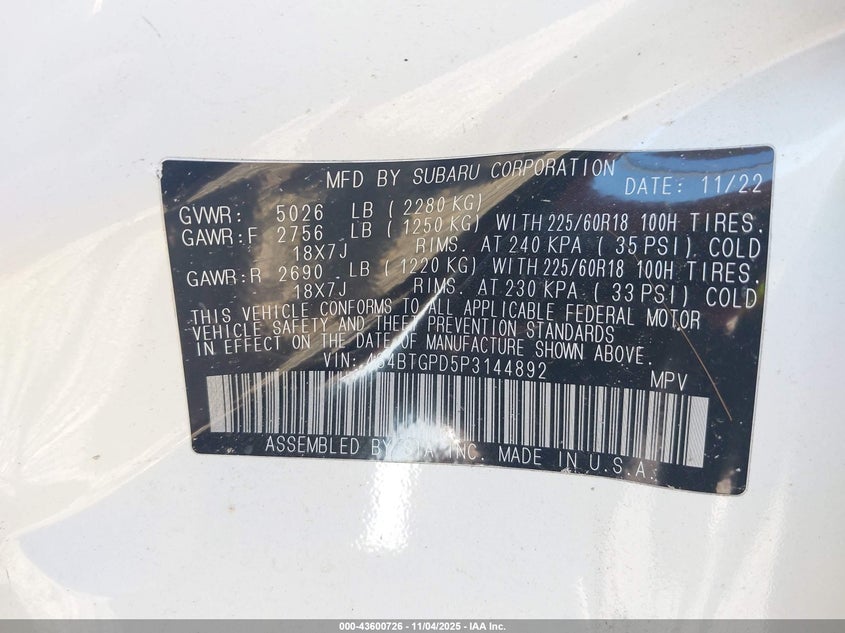 MFD BY SUBARU CORPORATION DATE: 11/22
GVWR: 5026 LB ( 2280 KG)
GAWR:F 2756 LB ( 1250 KG) WITH 225/60R18 100H TIRES.
18X7J RIMS. AT 240 KPA ( 35 PSI) COLD
GAWR:R 2690 LB ( 1220 KG) WITH 225/60R18 100H TIRES.
18X7J RIMS. AT 230 KPA ( 33 PSI) COLD
THIS VEHICLE CONFORMS TO ALL APPLICABLE FEDERAL MOTOR
VEHICLE SAFETY AND THEFT PREVENTION STANDARDS
IN EFFECT ON THE DATE OF MANUFACTURE SHOWN ABOVE.
VIN: 4S4BTGPD5P3144892 MPV
ASSEMBLED BY SIA, INC. MADE IN U.S.A.
000-43600726 - 11/04/2025 - IAA Inc.